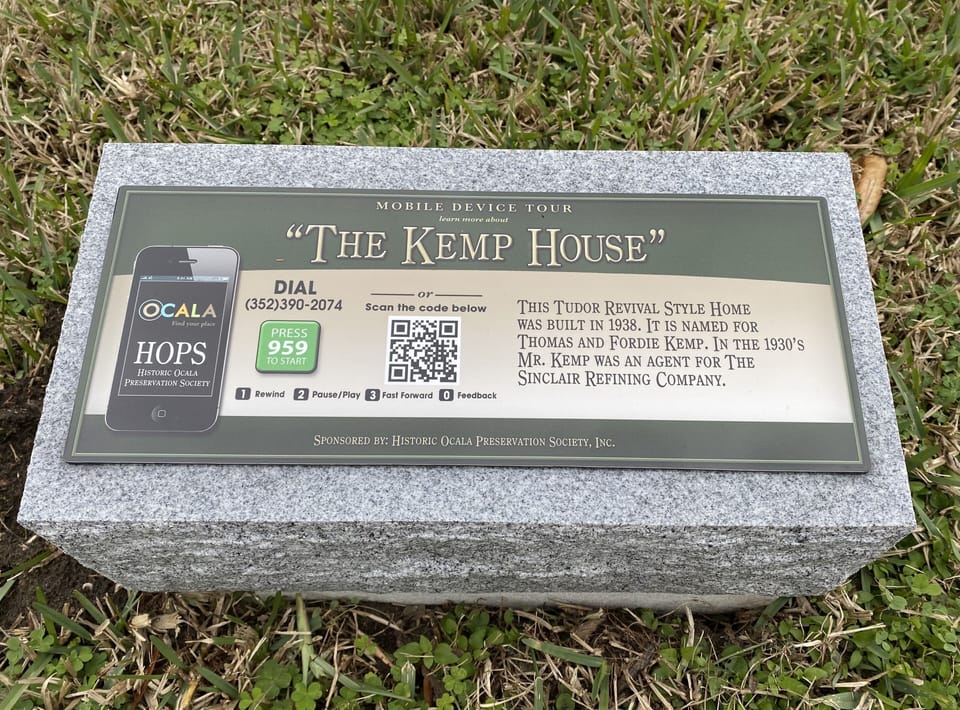 MOBILE DEVICE TOUR
learn more about
"THE KEMP HOUSE"
OCALA
Find your place
HOPS
HISTORIC OCALA
PRESERVATION SOCIETY
DIAL
(352)390-2074
PRESS
959
TO START
or
Scan the code below
1 Rewind 2 Pause/Play 3 Fast Forward 0 Feedback
THIS TUDOR REVIVAL STYLE HOME
WAS BUILT IN 1938. IT IS NAMED FOR
THOMAS AND FORDIE KEMP. IN THE 1930'S
MR. KEMP WAS AN AGENT FOR THE
SINCLAIR REFINING COMPANY.
SPONSORED BY: HISTORIC OCALA PRESERVATION SOCIETY, INC.